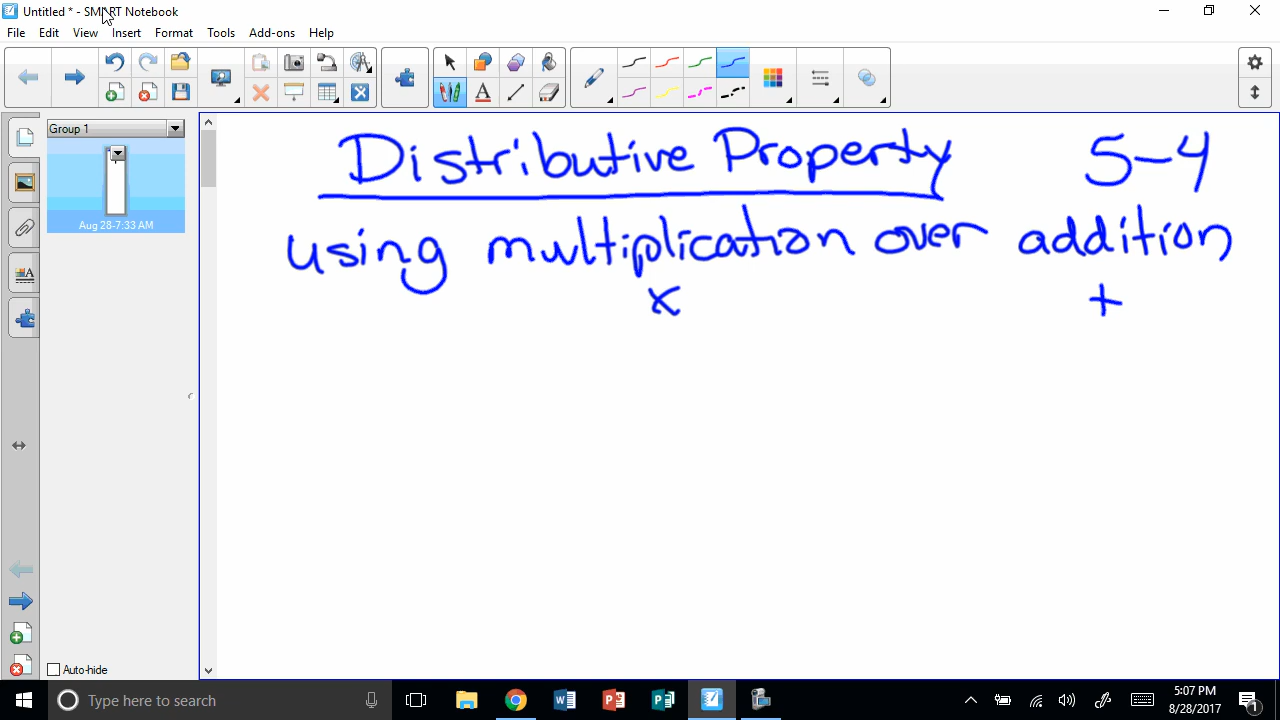 Untitled * - SMART Notebook
File Edit View Insert Format Tools Add-ons Help
Group 1
Aug 28-7:33 AM
Distributive Property 5-4
using multiplication over addition
x +
Auto-hide
Type here to search
5:07 PM
8/28/2017
1